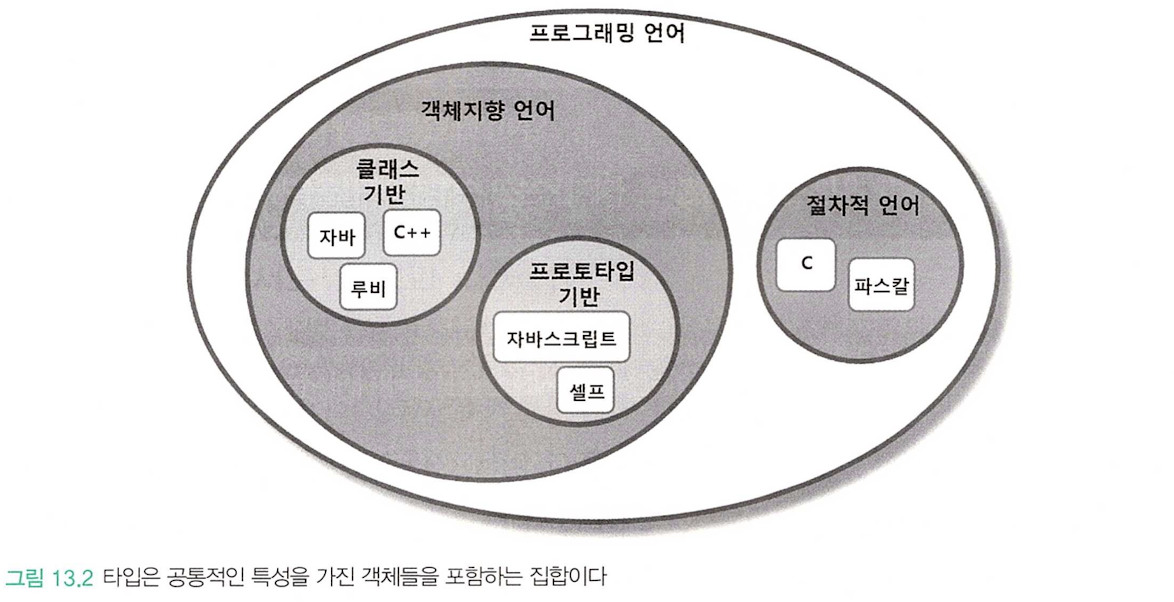 프로그래밍 언어
객체지향 언어
클래스
기반
자바
C++
루비
프로토타입
기반
자바스크립트
셀프
절차적 언어
C
파스칼
그림 13.2 타입은 공통적인 특성을 가진 객체들을 포함하는 집합이다